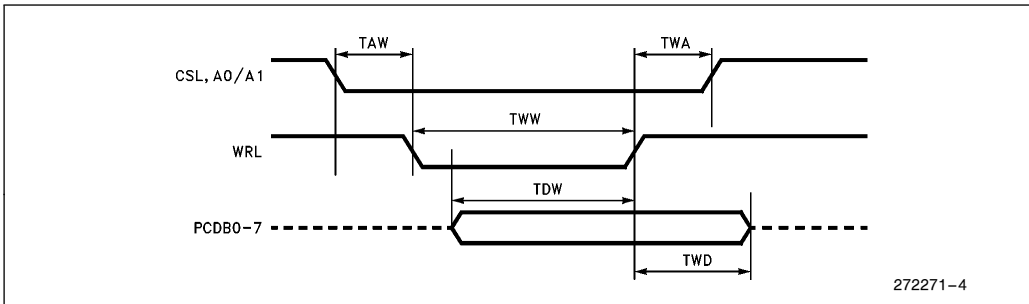 TAW
TWA
CSL, A0/A1
TWW
WRL
TDW
PCDB0-7
TWD
272271-4